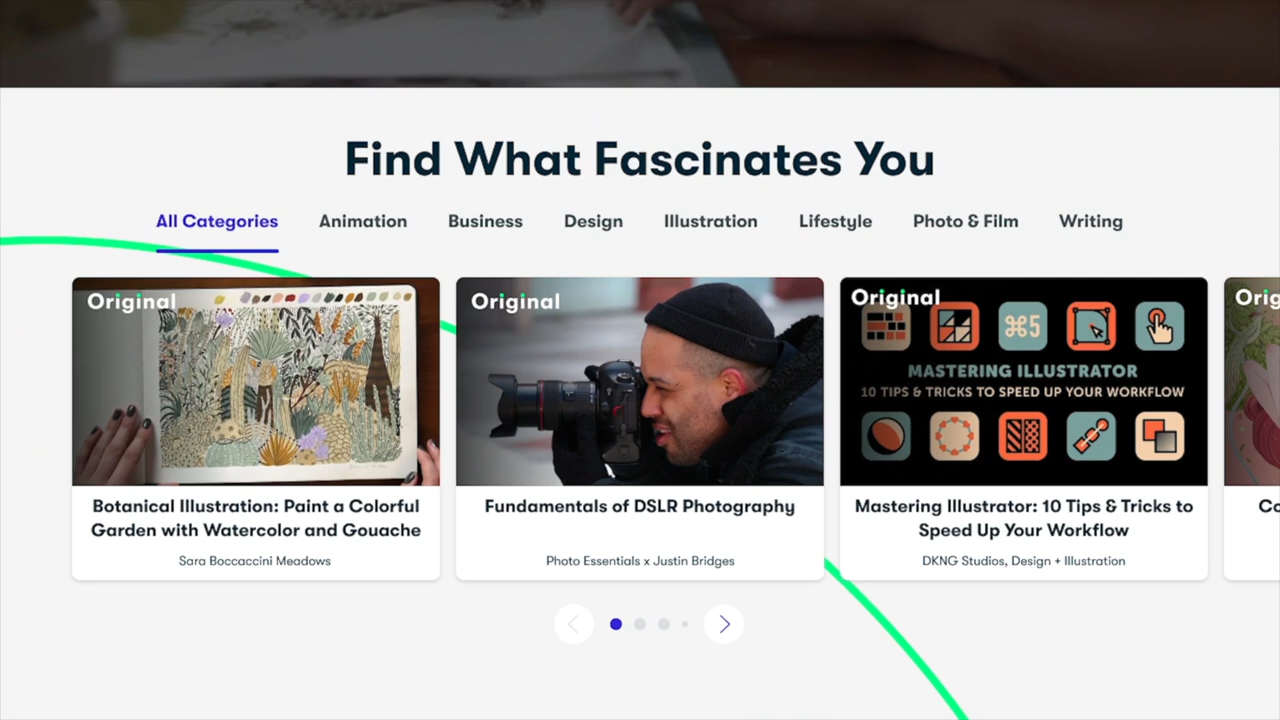 Find What Fascinates You
All Categories Animation Business Design Illustration Lifestyle Photo & Film Writing
Original
Botanical Illustration: Paint a Colorful
Garden with Watercolor and Gouache
Sara Boccaccini Meadows
Original
Fundamentals of DSLR Photography
Photo Essentials x Justin Bridges
Original
⌘5
MASTERING ILLUSTRATOR
10 TIPS & TRICKS TO SPEED UP YOUR WORKFLOW
Mastering Illustrator: 10 Tips & Tricks to
Speed Up Your Workflow
DKNG Studios, Design + Illustration
Orig
Co